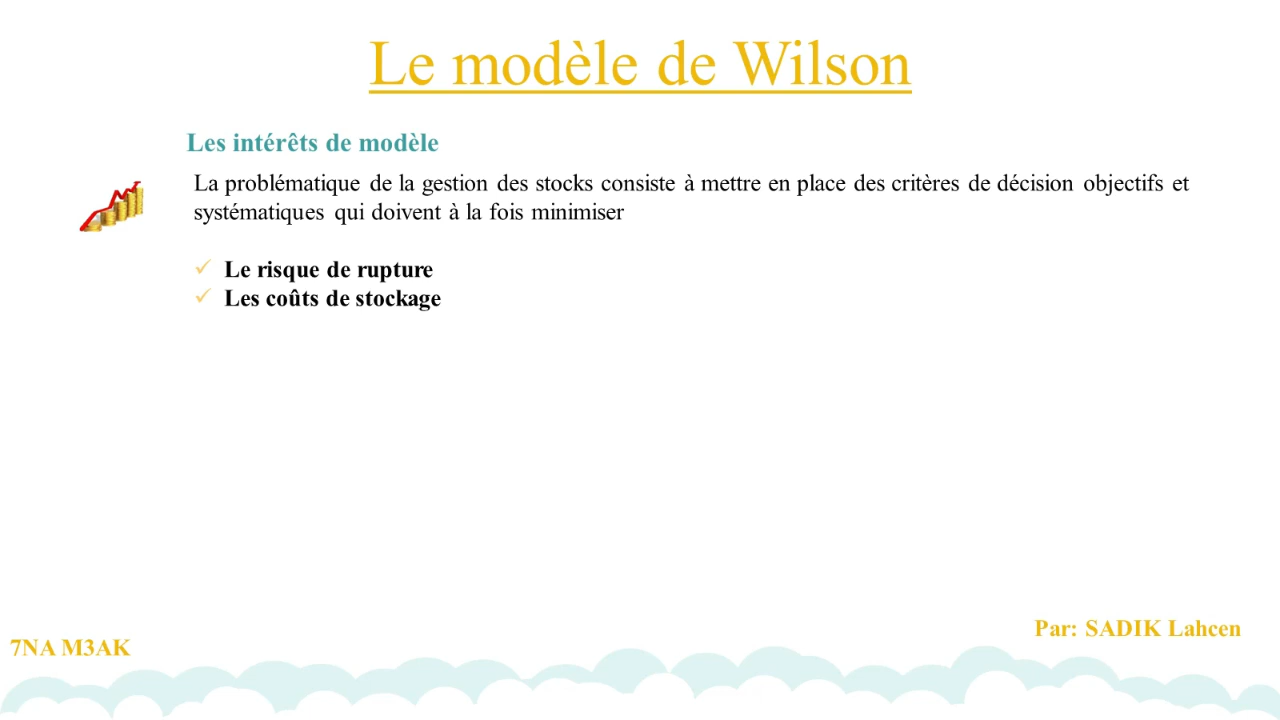 Le modèle de Wilson
Les intérêts de modèle
La problématique de la gestion des stocks consiste à mettre en place des critères de décision objectifs et
systématiques qui doivent à la fois minimiser
Le risque de rupture
Les coûts de stockage
Par: SADIK Lahcen
7NA M3AK